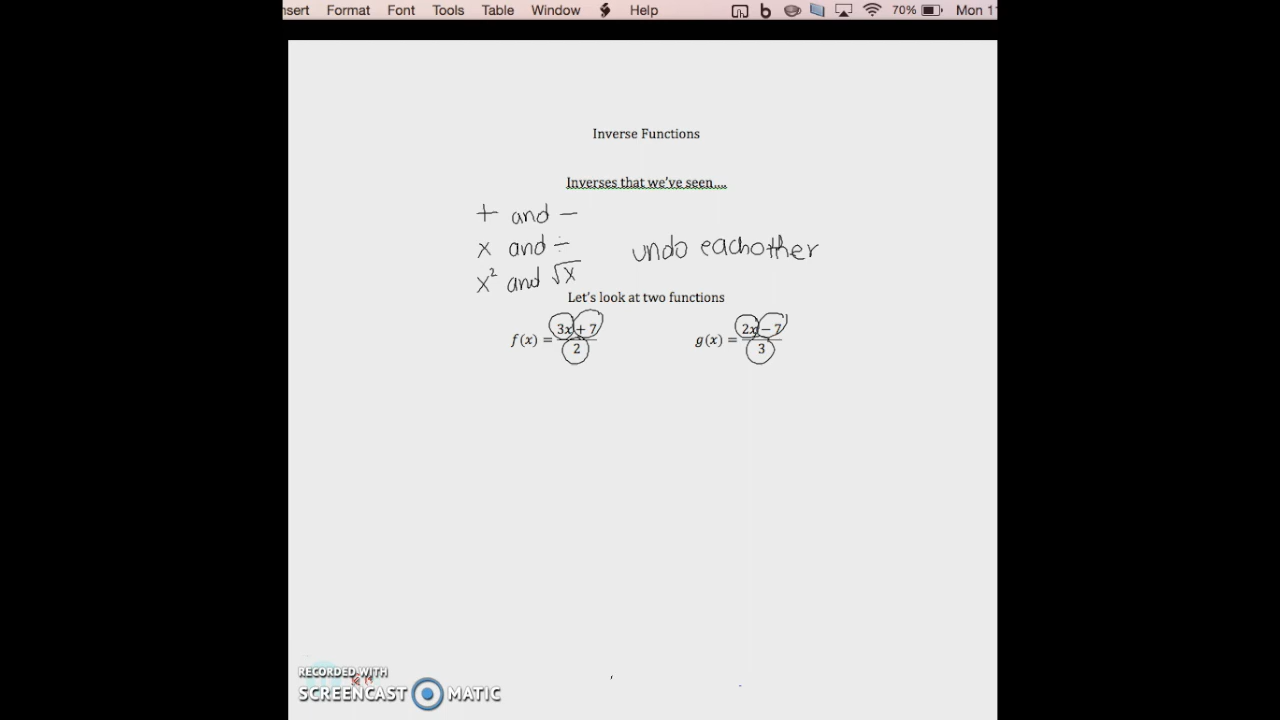 nsert Format Font Tools Table Window Help 70% Mon 1
Inverse Functions
Inverses that we've seen....
+ and −
x and ÷
undo eachother
x² and √x
Let's look at two functions
f(x) = (3x + 7)/2 g(x) = (2x − 7)/3
RECORDED WITH
SCREENCAST MATIC